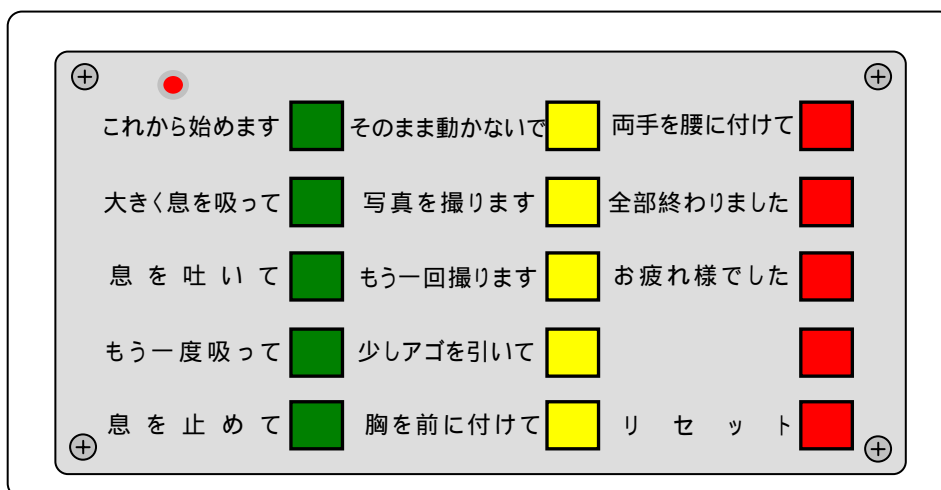 これから始めます そのまま動かないで 両手を腰に付けて
大きく息を吸って 写真を撮ります 全部終わりました
息を吐いて もう一回撮ります お疲れ様でした
もう一度吸って 少しアゴを引いて
息を止めて 胸を前に付けて リセット